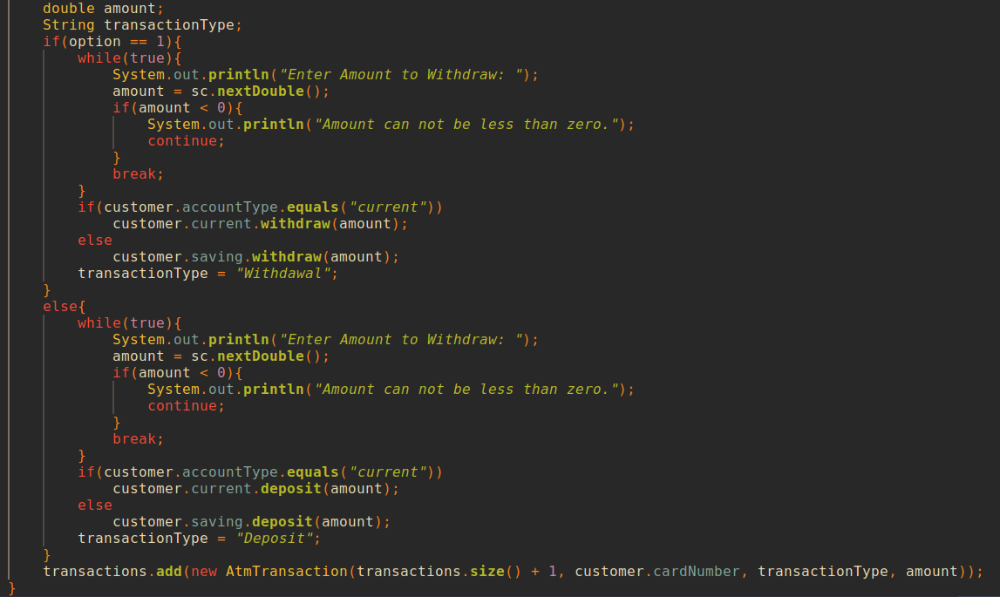 double amount;
String transactionType;
if(option == 1){
while(true){
System.out.println("Enter Amount to Withdraw: ");
amount = sc.nextDouble();
if(amount < 0){
System.out.println("Amount can not be less than zero.");
continue;
}
break;
}
if(customer.accountType.equals("current"))
customer.current.withdraw(amount);
else
customer.saving.withdraw(amount);
transactionType = "Withdawal";
}
else{
while(true){
System.out.println("Enter Amount to Withdraw: ");
amount = sc.nextDouble();
if(amount < 0){
System.out.println("Amount can not be less than zero.");
continue;
}
break;
}
if(customer.accountType.equals("current"))
customer.current.deposit(amount);
else
customer.saving.deposit(amount);
transactionType = "Deposit";
}
transactions.add(new AtmTransaction(transactions.size() + 1, customer.cardNumber, transactionType, amount));
}